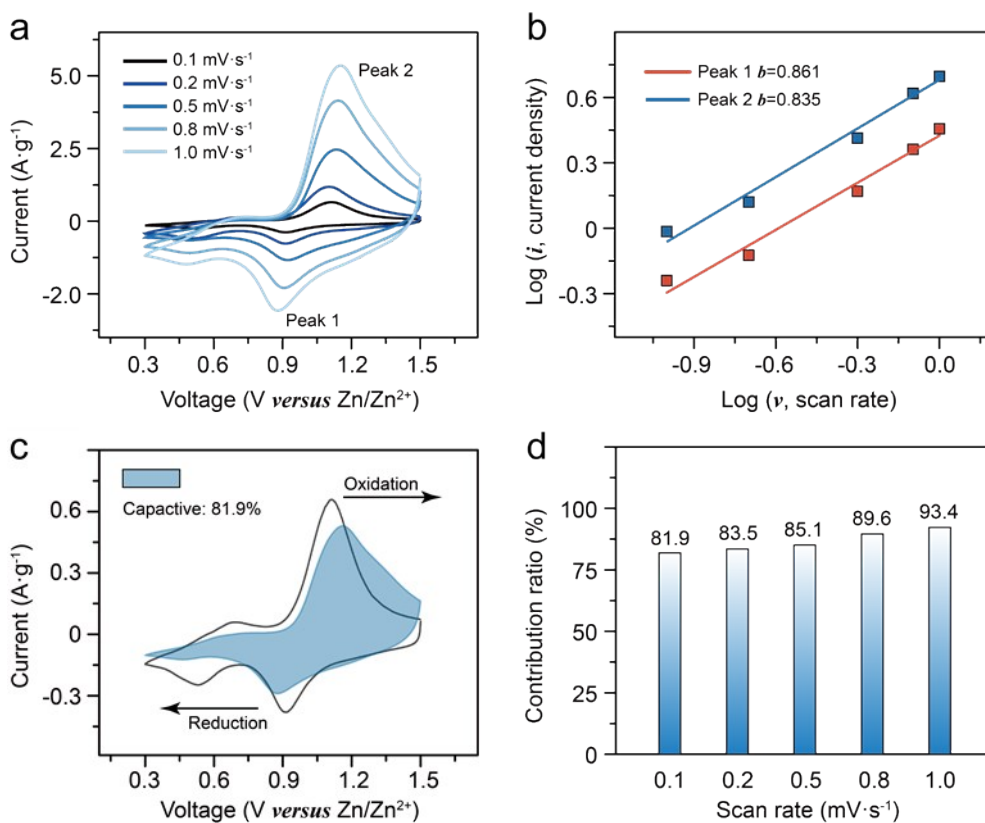 a
5.0
2.5
0
-2.0
Current (A·g⁻¹)
0.1 mV·s⁻¹
0.2 mV·s⁻¹
0.5 mV·s⁻¹
0.8 mV·s⁻¹
1.0 mV·s⁻¹
Peak 2
Peak 1
0.3 0.6 0.9 1.2 1.5
Voltage (V versus Zn/Zn²⁺)
b
0.6
0.3
0
-0.3
Log (i, current density)
Peak 1 b=0.861
Peak 2 b=0.835
-0.9 -0.6 -0.3 0.0
Log (v, scan rate)
c
0.6
0.3
0
-0.3
Current (A·g⁻¹)
Capactive: 81.9%
Oxidation
Reduction
0.3 0.6 0.9 1.2 1.5
Voltage (V versus Zn/Zn²⁺)
d
100
75
50
25
0
Contribution ratio (%)
81.9 83.5 85.1 89.6 93.4
0.1 0.2 0.5 0.8 1.0
Scan rate (mV·s⁻¹)